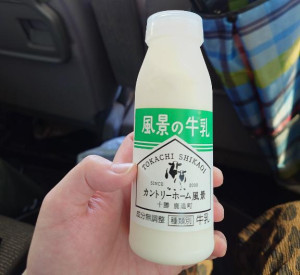 風景の牛乳
TOKACHI SHIKAOI
SINCE
カントリーホーム風景
十勝 鹿追町
成分無調整 種類別 牛乳